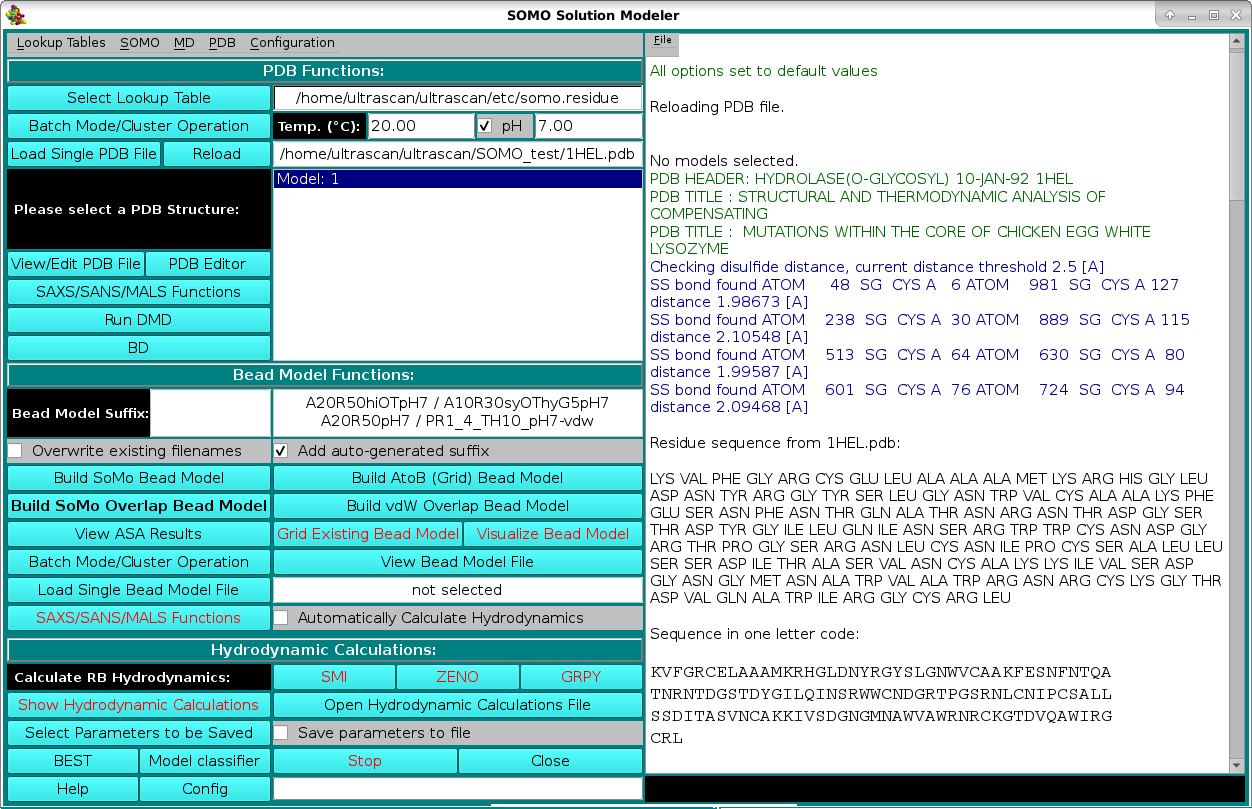 SOMO Solution Modeler
Lookup Tables SOMO MD PDB Configuration
PDB Functions:
Select Lookup Table /home/ultrascan/ultrascan/etc/somo.residue
Batch Mode/Cluster Operation Temp. (°C): 20.00 pH 7.00
Load Single PDB File Reload /home/ultrascan/ultrascan/SOMO_test/1HEL.pdb
Please select a PDB Structure: Model: 1
View/Edit PDB File PDB Editor
SAXS/SANS/MALS Functions
Run DMD
BD
Bead Model Functions:
Bead Model Suffix: A20R50hiOTpH7 / A10R30syOThyG5pH7
A20R50pH7 / PR1_4_TH10_pH7-vdw
Overwrite existing filenames Add auto-generated suffix
Build SoMo Bead Model Build AtoB (Grid) Bead Model
Build SoMo Overlap Bead Model Build vdW Overlap Bead Model
View ASA Results Grid Existing Bead Model Visualize Bead Model
Batch Mode/Cluster Operation View Bead Model File
Load Single Bead Model File not selected
SAXS/SANS/MALS Functions Automatically Calculate Hydrodynamics
Hydrodynamic Calculations:
Calculate RB Hydrodynamics: SMI ZENO GRPY
Show Hydrodynamic Calculations Open Hydrodynamic Calculations File
Select Parameters to be Saved Save parameters to file
BEST Model classifier Stop Close
Help Config
File
All options set to default values
Reloading PDB file.
No models selected.
PDB HEADER: HYDROLASE(O-GLYCOSYL) 10-JAN-92 1HEL
PDB TITLE : STRUCTURAL AND THERMODYNAMIC ANALYSIS OF
COMPENSATING
PDB TITLE : MUTATIONS WITHIN THE CORE OF CHICKEN EGG WHITE
LYSOZYME
Checking disulfide distance, current distance threshold 2.5 [A]
SS bond found ATOM 48 SG CYS A 6 ATOM 981 SG CYS A 127
distance 1.98673 [A]
SS bond found ATOM 238 SG CYS A 30 ATOM 889 SG CYS A 115
distance 2.10548 [A]
SS bond found ATOM 513 SG CYS A 64 ATOM 630 SG CYS A 80
distance 1.99587 [A]
SS bond found ATOM 601 SG CYS A 76 ATOM 724 SG CYS A 94
distance 2.09468 [A]
Residue sequence from 1HEL.pdb:
LYS VAL PHE GLY ARG CYS GLU LEU ALA ALA ALA MET LYS ARG HIS GLY LEU
ASP ASN TYR ARG GLY TYR SER LEU GLY ASN TRP VAL CYS ALA ALA LYS PHE
GLU SER ASN PHE ASN THR GLN ALA THR ASN ARG ASN THR ASP GLY SER
THR ASP TYR GLY ILE LEU GLN ILE ASN SER ARG TRP TRP CYS ASN ASP GLY
ARG THR PRO GLY SER ARG ASN LEU CYS ASN ILE PRO CYS SER ALA LEU LEU
SER SER ASP ILE THR ALA SER VAL ASN CYS ALA LYS LYS ILE VAL SER ASP
GLY ASN GLY MET ASN ALA TRP VAL ALA TRP ARG ASN ARG CYS LYS GLY THR
ASP VAL GLN ALA TRP ILE ARG GLY CYS ARG LEU
Sequence in one letter code:
KVFGRCELAAAMKRHGLDNYRGYSLGNWVCAAKFESNFNTQA
TNRNTDGSTDYGILQINSRWWCNDGRTPGSRNLCNIPCSALL
SSDITASVNCAKKIVSDGNGMNAWVAWRNRCKGTDVQAWIRG
CRL